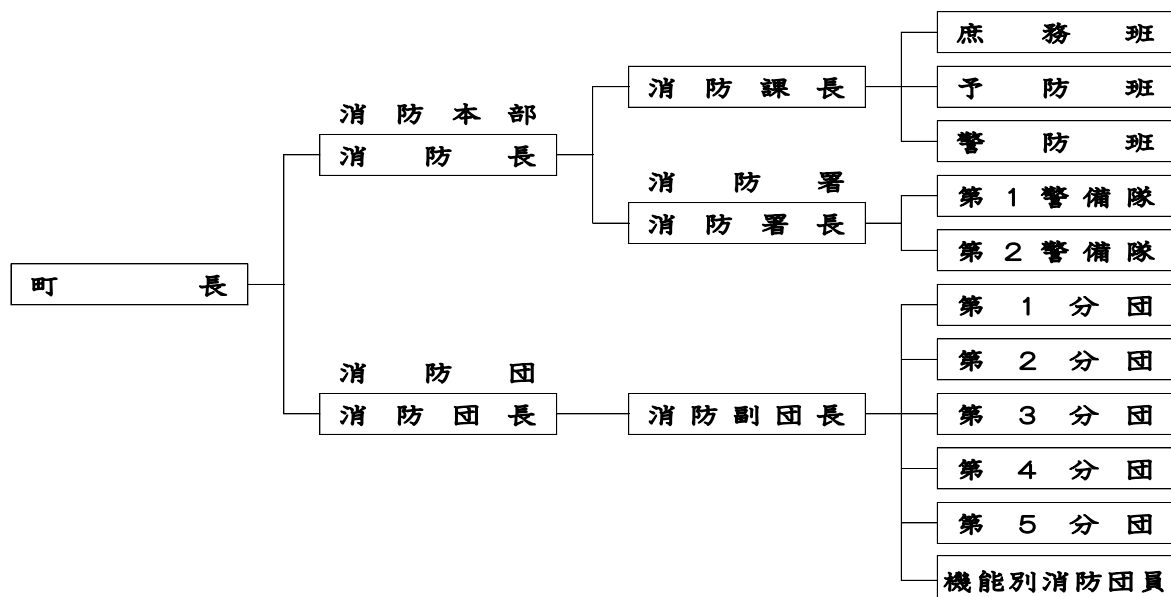 町長
消防本部
消防長
消防課長
庶務班
予防班
警防班
消防署
消防署長
第1警備隊
第2警備隊
消防団
消防団長
消防副団長
第1分団
第2分団
第3分団
第4分団
第5分団
機能別消防団員